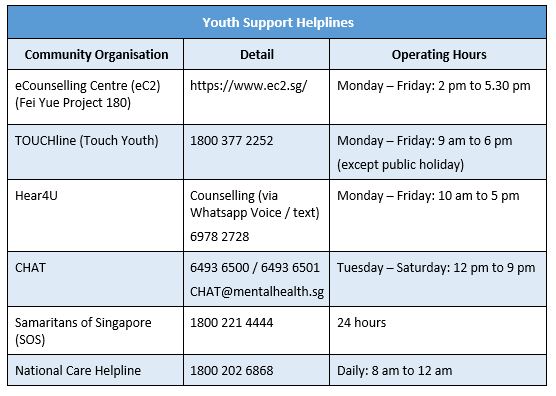 Youth Support Helplines
Community Organisation Detail Operating Hours
eCounselling Centre (eC2) https://www.ec2.sg/ Monday – Friday: 2 pm to 5.30 pm
(Fei Yue Project 180)
TOUCHline (Touch Youth) 1800 377 2252 Monday – Friday: 9 am to 6 pm
(except public holiday)
Hear4U Counselling (via Monday – Friday: 10 am to 5 pm
Whatsapp Voice / text)
6978 2728
CHAT 6493 6500 / 6493 6501 Tuesday – Saturday: 12 pm to 9 pm
CHAT@mentalhealth.sg
Samaritans of Singapore 1800 221 4444 24 hours
(SOS)
National Care Helpline 1800 202 6868 Daily: 8 am to 12 am